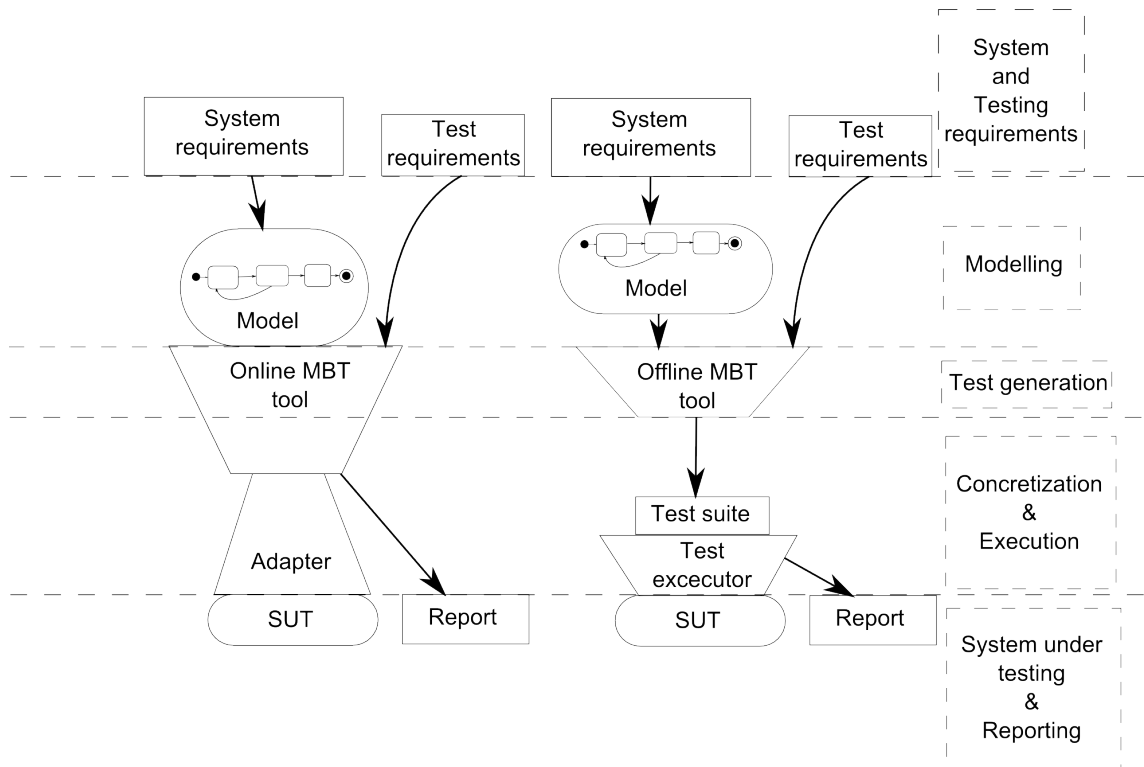 System
and
Testing
requirements
System
requirements
Test
requirements
System
requirements
Test
requirements
Model
Model
Modelling
Online MBT
tool
Offline MBT
tool
Test generation
Test suite
Test
excecutor
Adapter
Concretization
&
Execution
SUT
Report
SUT
Report
System under
testing
&
Reporting